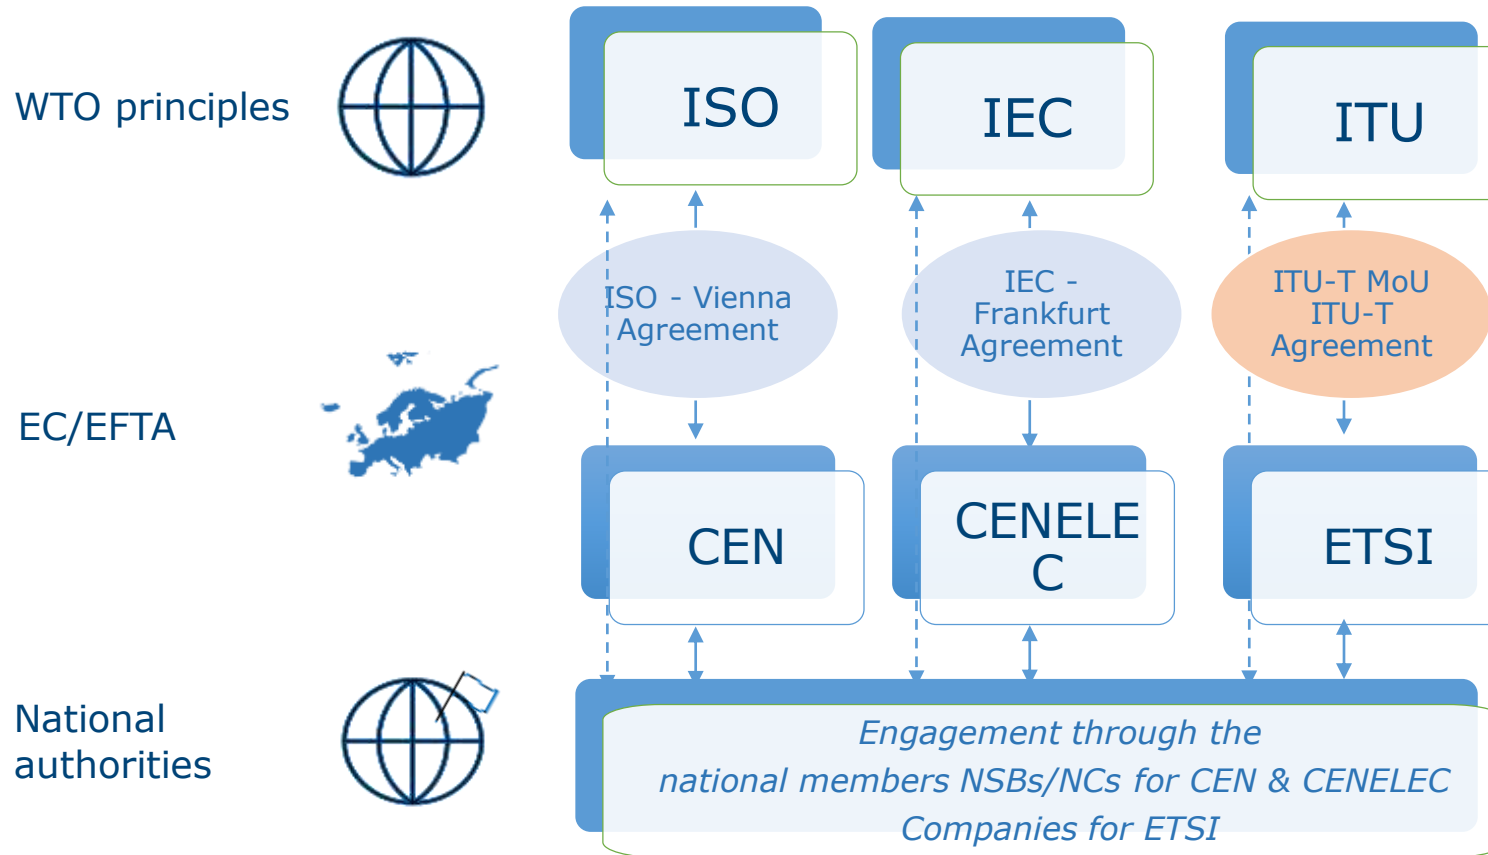 WTO principles
ISO
IEC
ITU
ISO - Vienna
Agreement
IEC -
Frankfurt
Agreement
ITU-T MoU
ITU-T
Agreement
EC/EFTA
CEN
CENELE
C
ETSI
National
authorities
Engagement through the
national members NSBs/NCs for CEN & CENELEC
Companies for ETSI